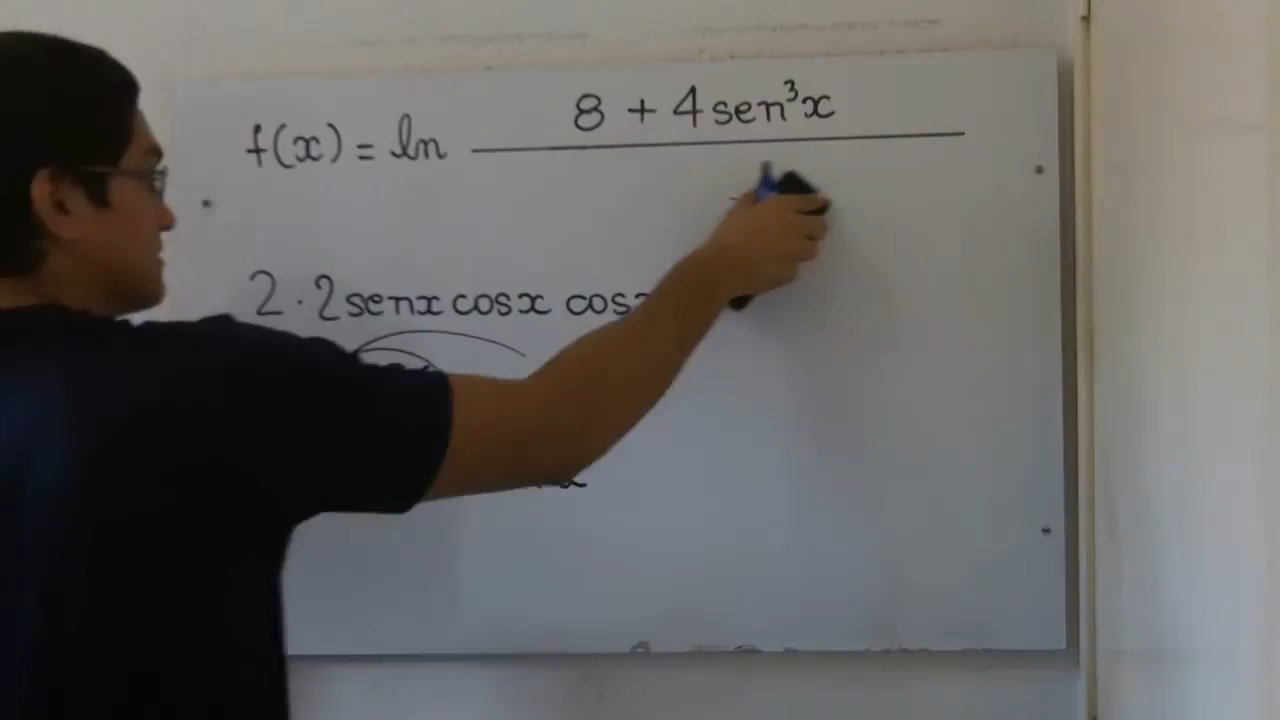 8 + 4 sen³x
f(x) = ln
2 · 2 senx cosx cos